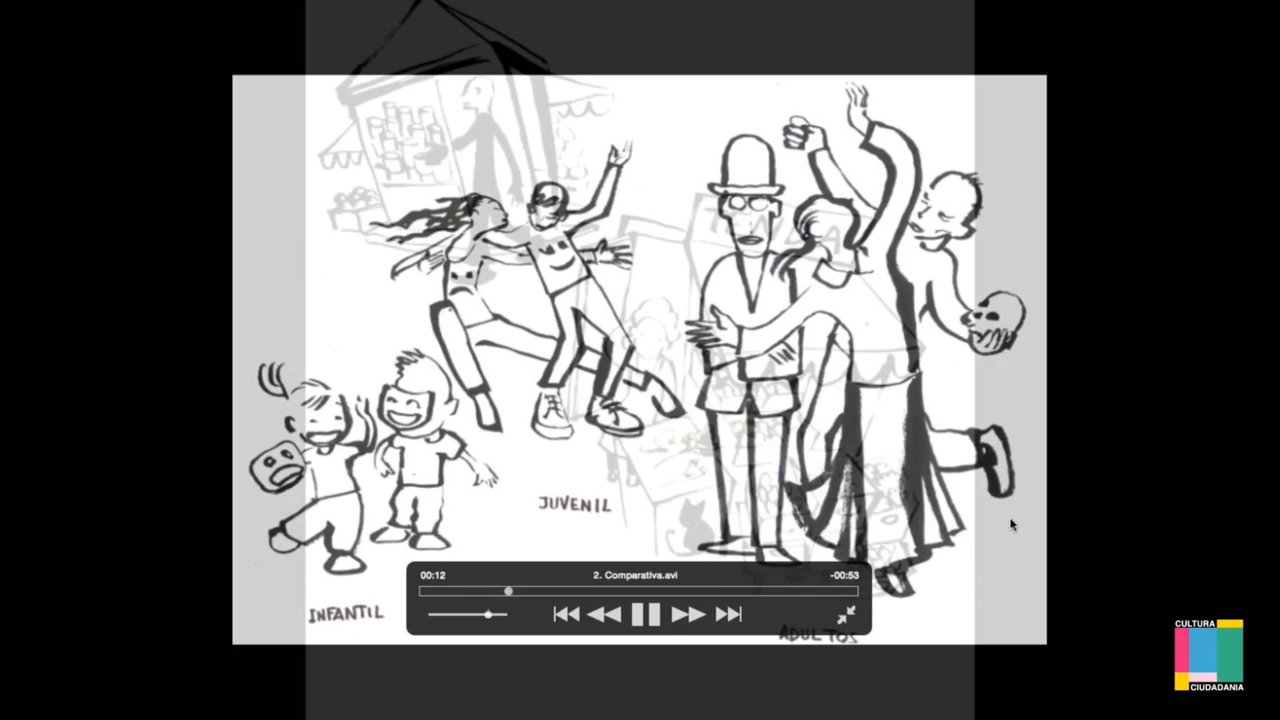 JUVENIL
INFANTIL
ADULTOS
00:12
2. Comparativa.avi
-00:53
CULTURA
CIUDADANIA